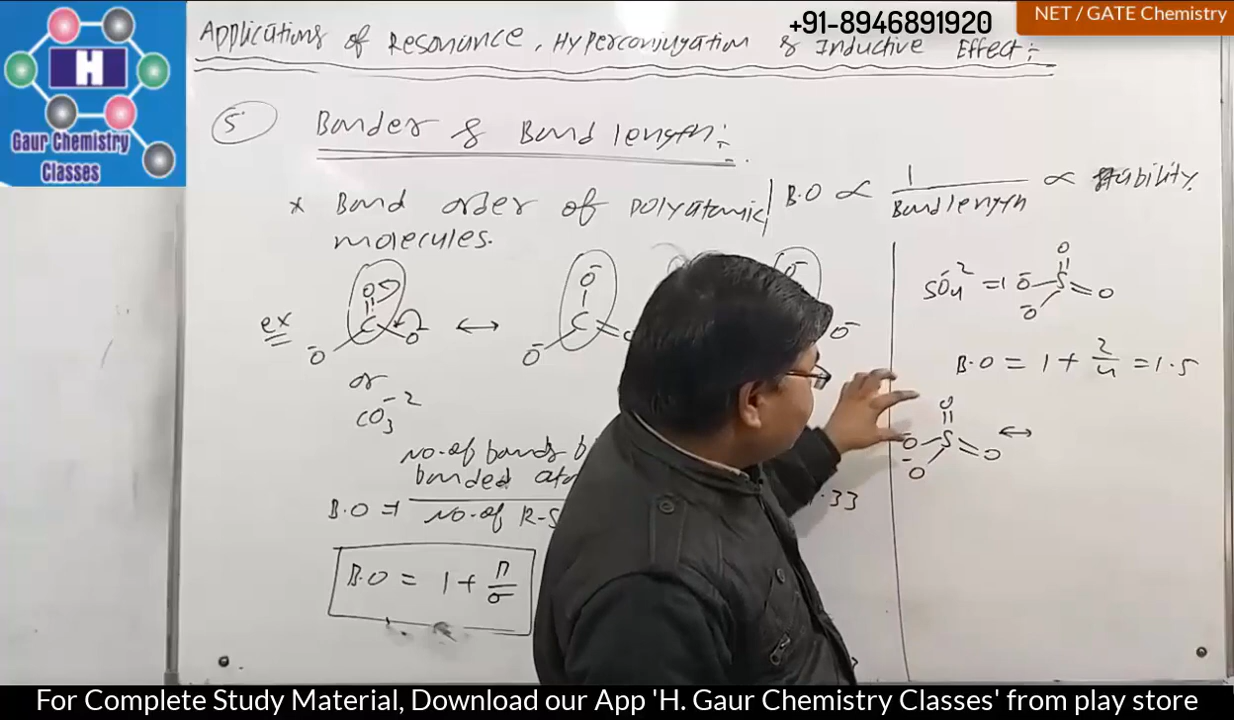 +91-8946891920
NET / GATE Chemistry
Applications of Resonance, Hyperconjugation & Inductive Effect:-
H
Gaur Chemistry
Classes
5
Border & Bond length:-
* Bond order of polyatomic
molecules.
B.O ∝ 1 / Bond length ∝ stability.
ex
O
C
O⁻
O⁻
↔
O⁻
C
O⁻
O⁻
or
CO₃⁻²
No. of bonds b
bonded ato
B.O =
No. of R-S
.33
B.O = 1 + π/σ
SO₄⁻² =
O
O⁻
S
O
O⁻
B.O = 1 + 2/4 = 1.5
O
O⁻
S
O
O⁻
↔
For Complete Study Material, Download our App 'H. Gaur Chemistry Classes' from play store